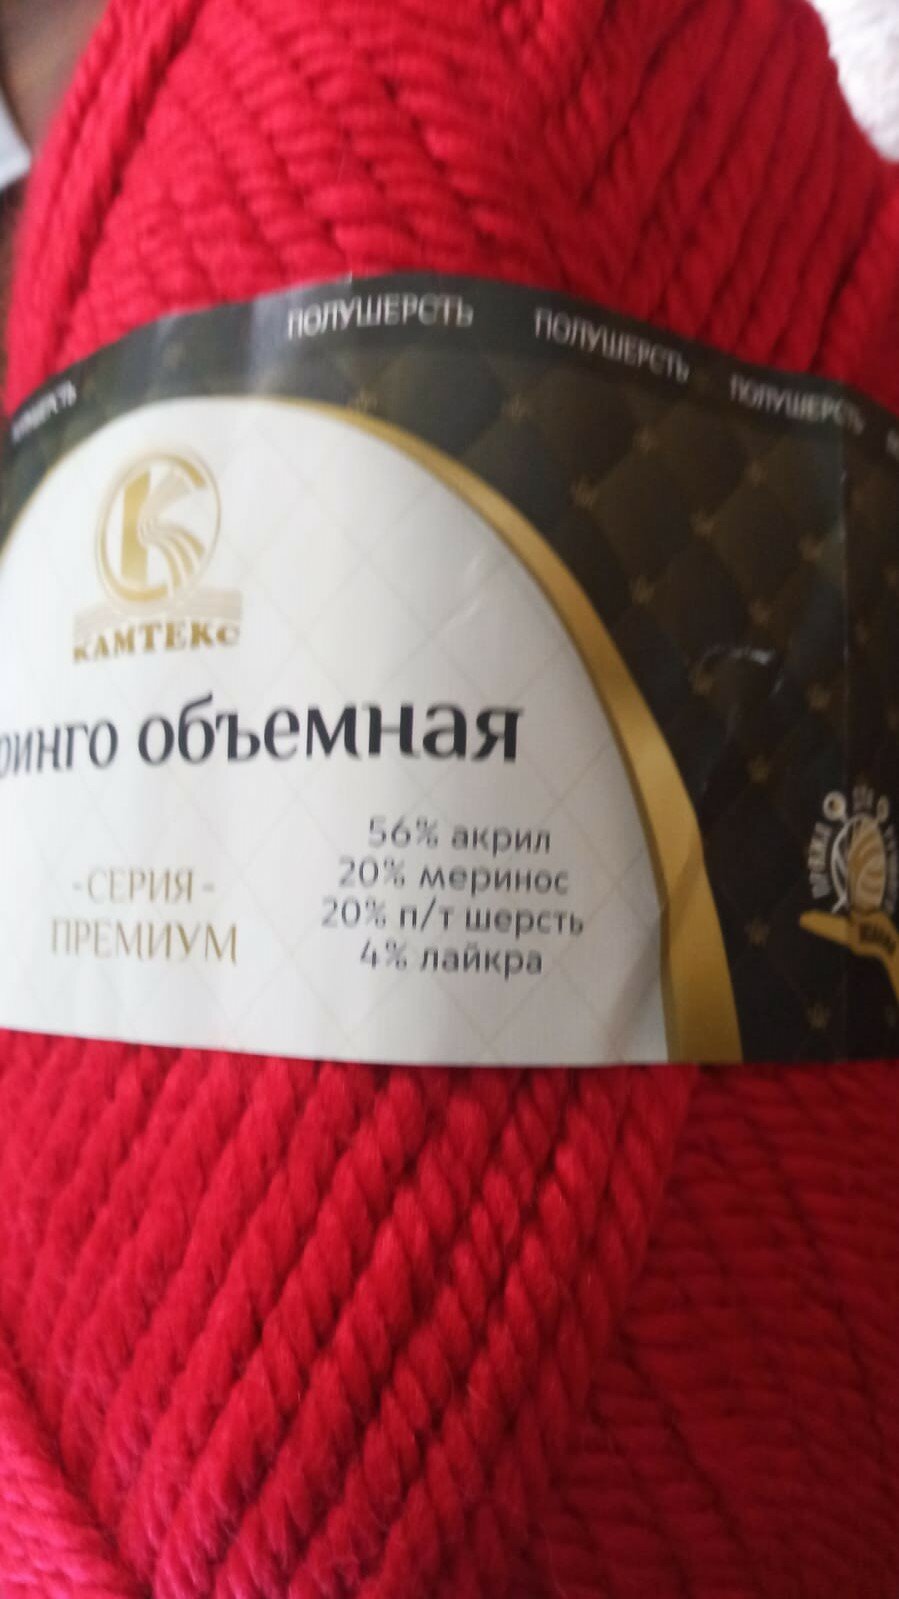 ПОЛУШЕРСТЬ ПОЛУШЕРСТЬ ПОЛУШЕРСТЬ
КАМТЕКС
ринго объемная
56% акрил
20% меринос
20% п/т шерсть
4% лайкра
-СЕРИЯ-
ПРЕМИУМ